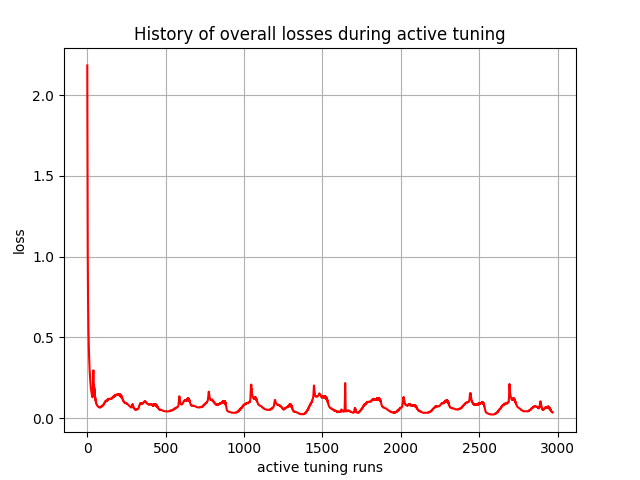 History of overall losses during active tuning
2.0
1.5
1.0
0.5
0.0
loss
0 500 1000 1500 2000 2500 3000
active tuning runs